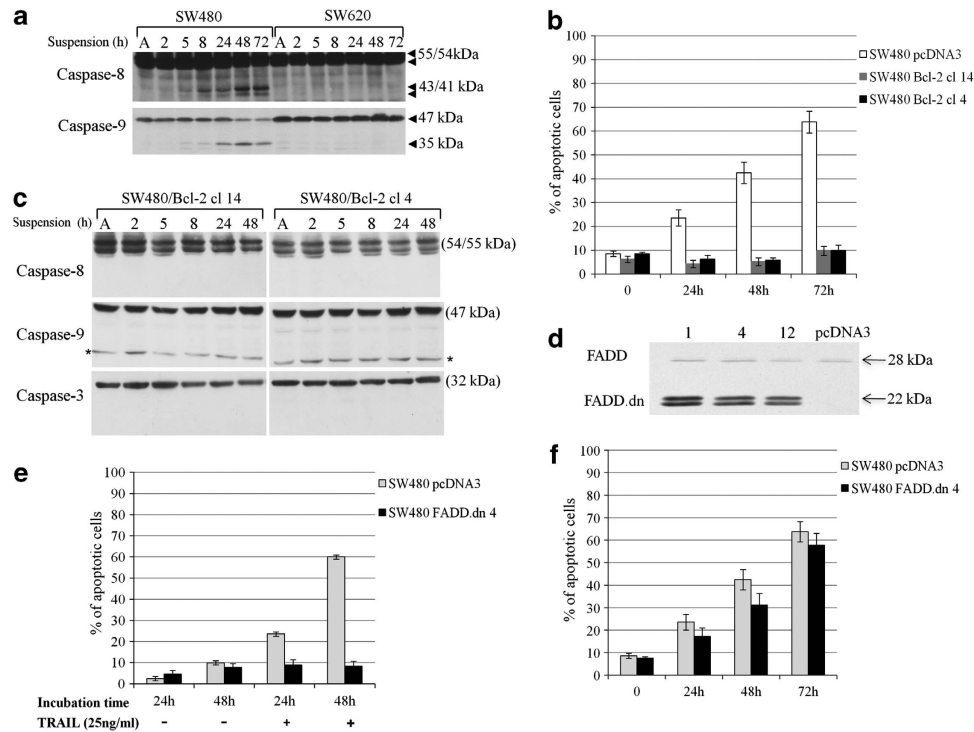 a
SW480 SW620
Suspension (h) A 2 5 8 24 48 72 A 2 5 8 24 48 72
55/54kDa
Caspase-8
43/41 kDa
Caspase-9
47 kDa
35 kDa
b
SW480 pcDNA3
SW480 Bcl-2 cl 14
SW480 Bcl-2 cl 4
% of apoptotic cells
100
90
80
70
60
50
40
30
20
10
0
0 24h 48h 72h
c
SW480/Bcl-2 cl 14 SW480/Bcl-2 cl 4
Suspension (h) A 2 5 8 24 48 A 2 5 8 24 48
(54/55 kDa)
Caspase-8
(47 kDa)
Caspase-9
* *
Caspase-3 (32 kDa)
d
1 4 12 pcDNA3
FADD 28 kDa
FADD.dn 22 kDa
e
SW480 pcDNA3
SW480 FADD.dn 4
% of apoptotic cells
100
90
80
70
60
50
40
30
20
10
0
Incubation time 24h 48h 24h 48h
TRAIL (25ng/ml) - - + +
f
SW480 pcDNA3
SW480 FADD.dn 4
% of apoptotic cells
100
90
80
70
60
50
40
30
20
10
0
0 24h 48h 72h